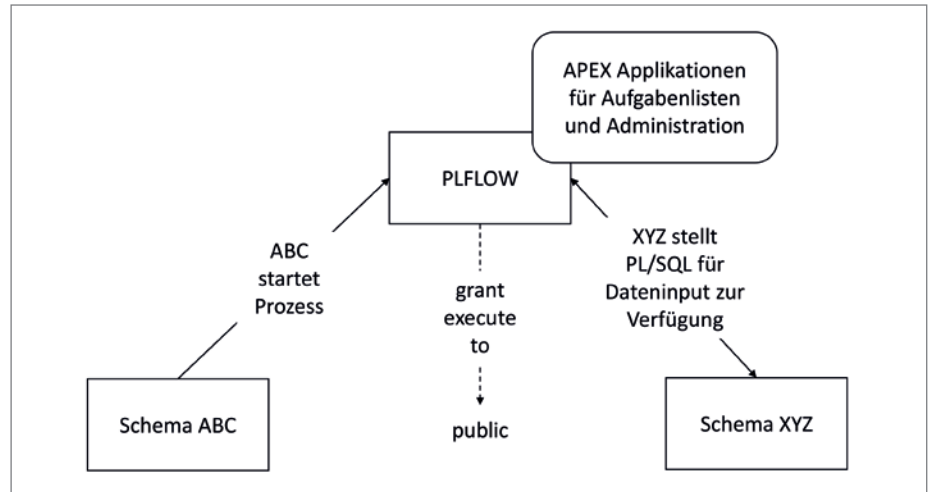 APEX Applikationen
für Aufgabenlisten
und Administration
PLFLOW
ABC
startet
Prozess
grant
execute
to
public
XYZ stellt
PL/SQL für
Dateninput zur
Verfügung
Schema ABC
Schema XYZ